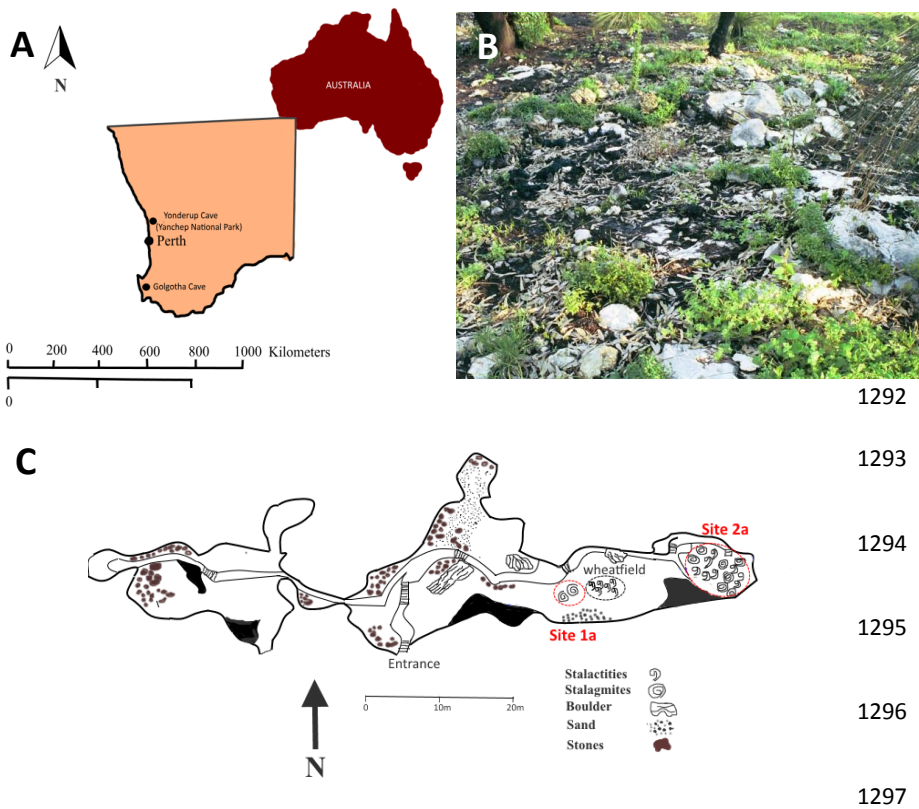 A
N
AUSTRALIA
Yonderup Cave
(Yanchep National Park)
Perth
Golgotha Cave
0 200 400 600 800 1000 Kilometers
0
B
1292
C
1293
Site 2a
1294
wheatfield
Site 1a
1295
Entrance
Stalactities
Stalagmites
Boulder
Sand
Stones
0 10m 20m
1296
N
1297